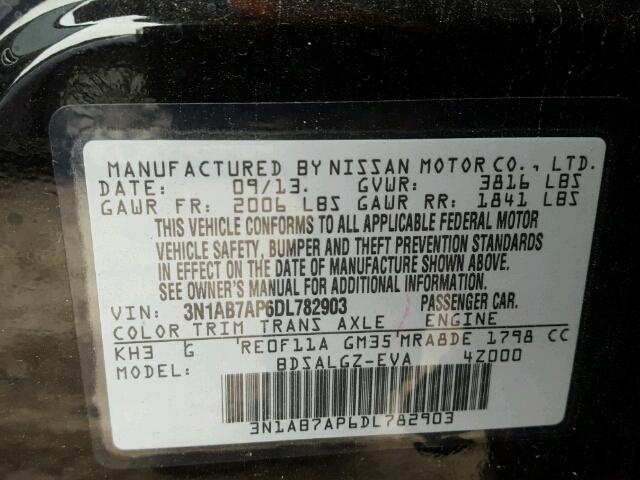 MANUFACTURED BY NISSAN MOTOR CO., LTD.
DATE: 09/13. GVWR: 3816 LBS
GAWR FR: 2006 LBS GAWR RR: 1841 LBS
THIS VEHICLE CONFORMS TO ALL APPLICABLE FEDERAL MOTOR
VEHICLE SAFETY, BUMPER AND THEFT PREVENTION STANDARDS
IN EFFECT ON THE DATE OF MANUFACTURE SHOWN ABOVE.
SEE OWNER'S MANUAL FOR ADDITIONAL INFORMATION.
VIN: 3N1AB7AP6DL782903 PASSENGER CAR.
COLOR TRIM TRANS AXLE ENGINE
KH3 G RE0F11A GM35 MRA8DE 1798 CC
MODEL: BDSALGZ-EVA 4Z000
3N1AB7AP6DL782903